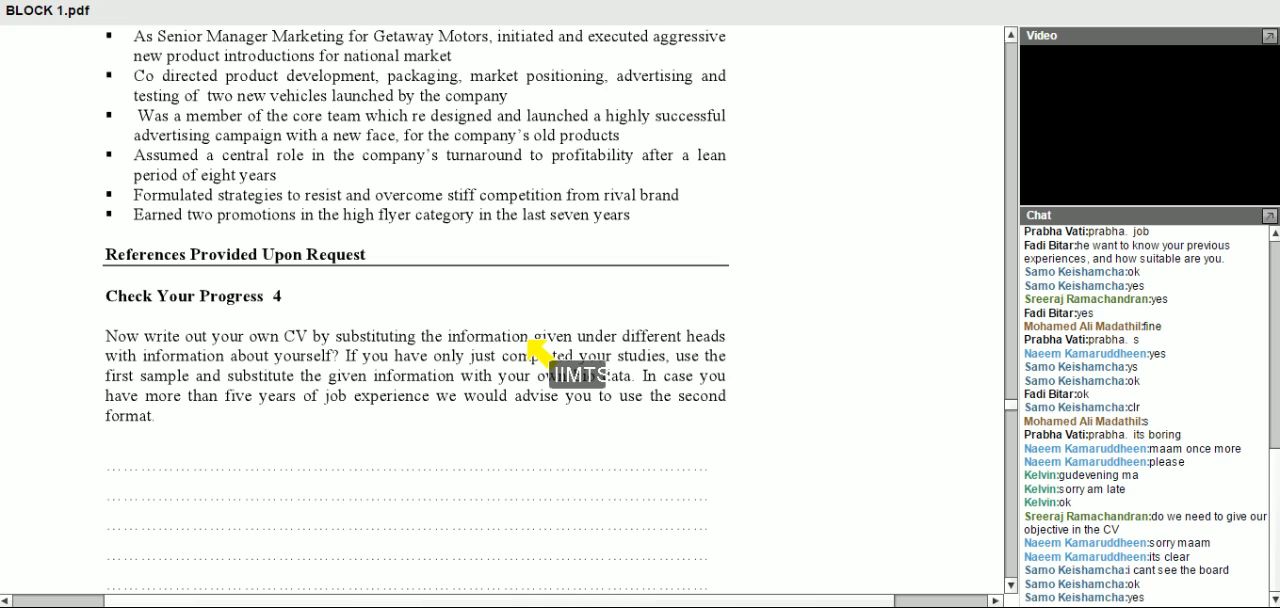 BLOCK 1.pdf
As Senior Manager Marketing for Getaway Motors, initiated and executed aggressive
new product introductions for national market
Co directed product development, packaging, market positioning, advertising and
testing of two new vehicles launched by the company
Was a member of the core team which re designed and launched a highly successful
advertising campaign with a new face, for the company's old products
Assumed a central role in the company's turnaround to profitability after a lean
period of eight years
Formulated strategies to resist and overcome stiff competition from rival brand
Earned two promotions in the high flyer category in the last seven years
References Provided Upon Request
Check Your Progress 4
Now write out your own CV by substituting the information given under different heads
with information about yourself? If you have only just your studies, use the
first sample and substitute the given information with your In case you
have more than five years of job experience we would advise you to use the second
format.
IIMTS
Video
Chat
Prabha Vati:prabha. job
Fadi Bitar:he want to know your previous
experiences, and how suitable are you.
Samo Keishamcha:ok
Samo Keishamcha:yes
Sreeraj Ramachandran:yes
Fadi Bitar:yes
Mohamed Ali Madathil:fine
Prabha Vati:prabha. s
Naeem Kamaruddheen:yes
Samo Keishamcha:ys
Samo Keishamcha:ok
Fadi Bitar:ok
Samo Keishamcha:clr
Mohamed Ali Madathil:s
Prabha Vati:prabha. its boring
Naeem Kamaruddheen:maam once more
Naeem Kamaruddheen:please
Kelvin:gudevening ma
Kelvin:sorry am late
Kelvin:ok
Sreeraj Ramachandran:do we need to give our
objective in the CV
Naeem Kamaruddheen:sorry maam
Naeem Kamaruddheen:its clear
Samo Keishamcha:i cant see the board
Samo Keishamcha:ok
Samo Keishamcha:yes